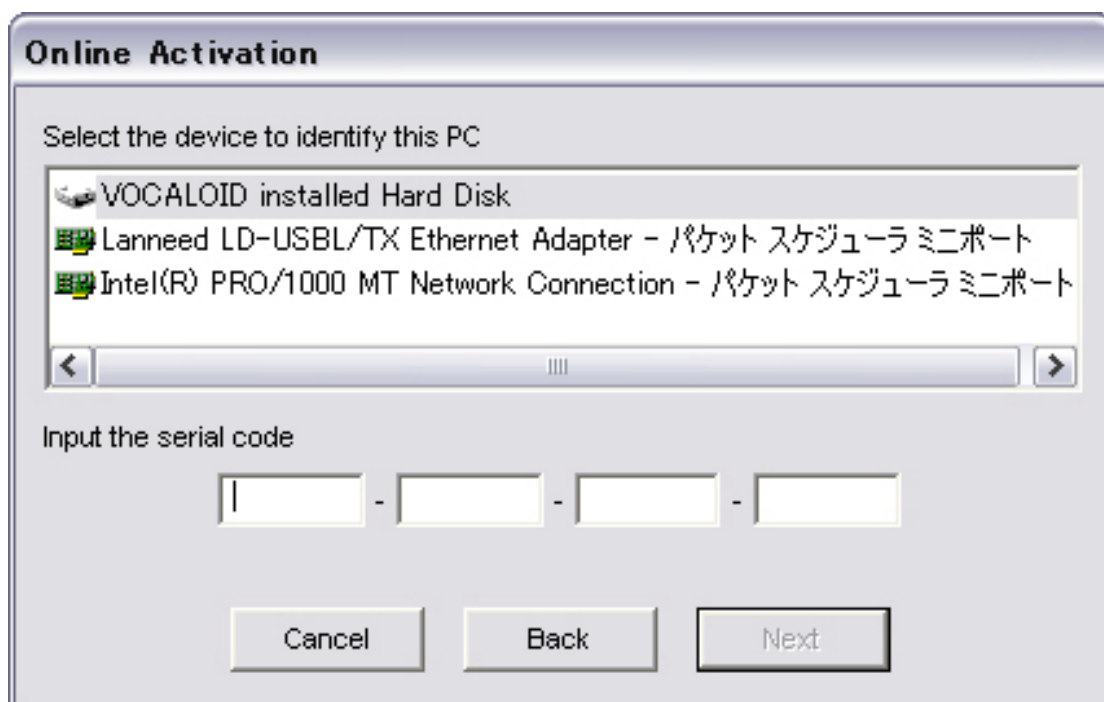 Online Activation
Select the device to identify this PC
VOCALOID installed Hard Disk
Lanneed LD-USBL/TX Ethernet Adapter - パケット スケジューラ ミニポート
Intel(R) PRO/1000 MT Network Connection - パケット スケジューラ ミニポート
Input the serial code
- - -
Cancel Back Next